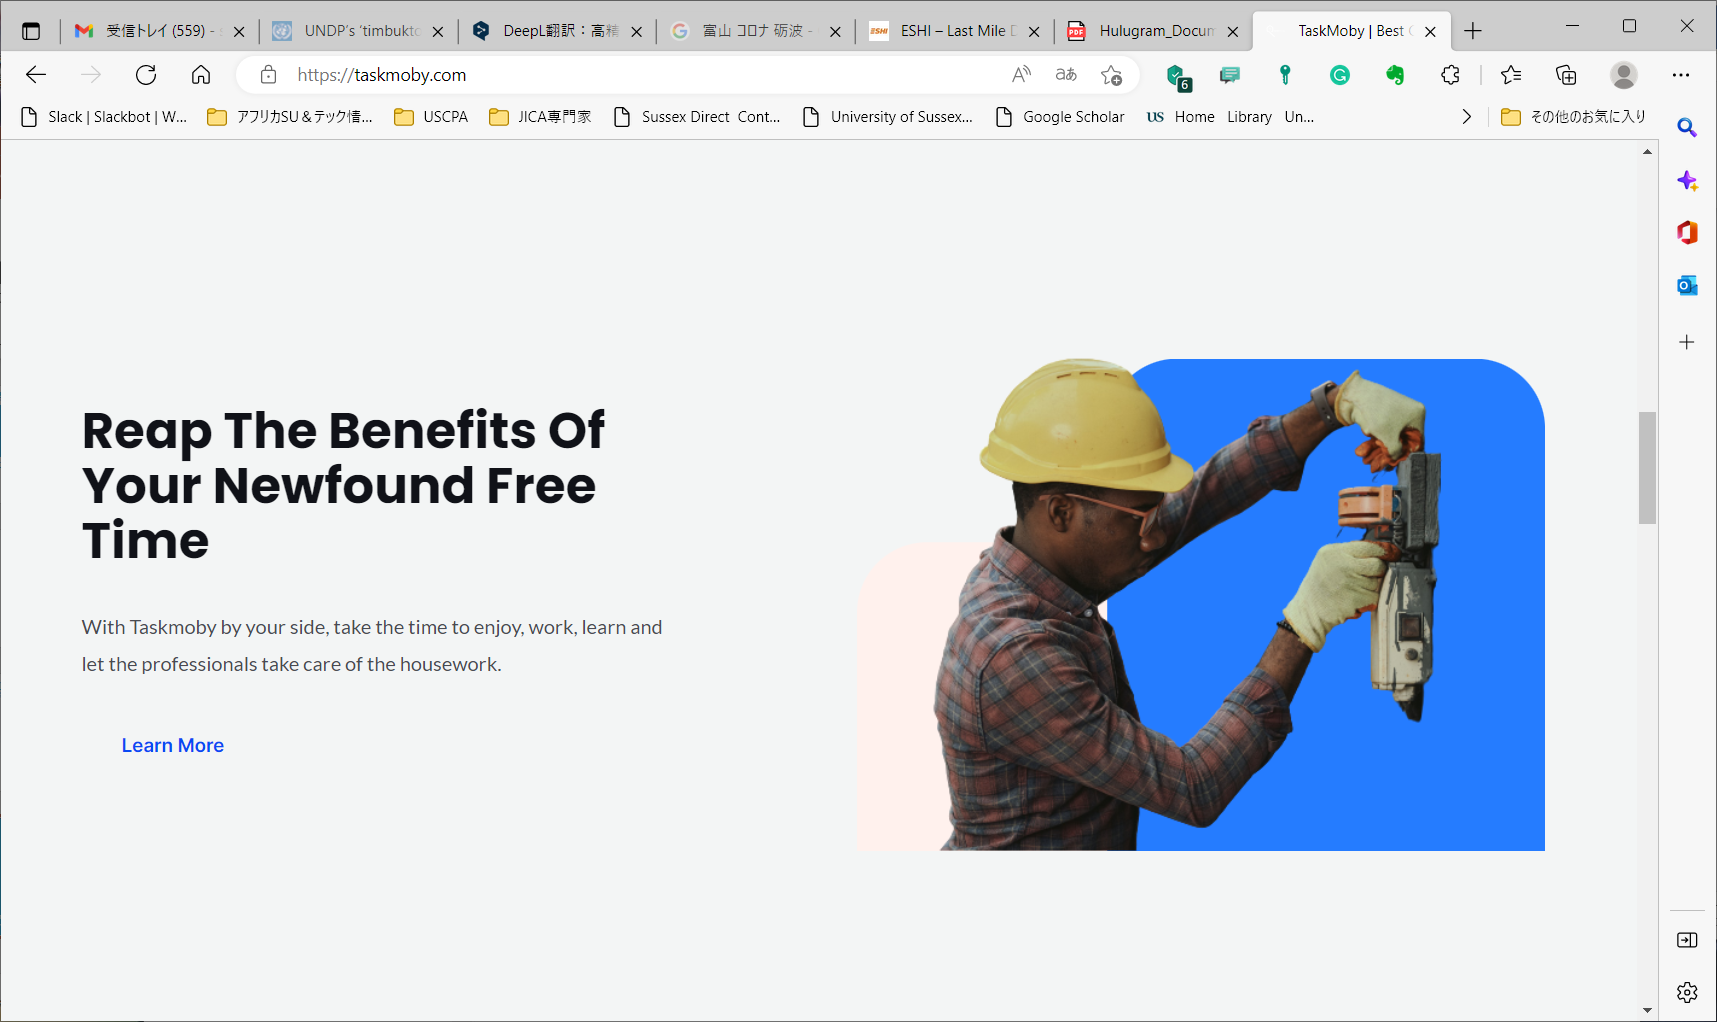 受信トレイ (559) -
UNDP's 'timbukto
DeepL翻訳：高精
富山 コロナ 砺波 -
ESHI – Last Mile D
Hulugram_Docum
TaskMoby | Best C
https://taskmoby.com
6
Slack | Slackbot | W...
アフリカSU＆テック情...
USCPA
JICA専門家
Sussex Direct Cont...
University of Sussex...
Google Scholar
US Home Library Un...
その他のお気に入り
Reap The Benefits Of
Your Newfound Free
Time
With Taskmoby by your side, take the time to enjoy, work, learn and
let the professionals take care of the housework.
Learn More